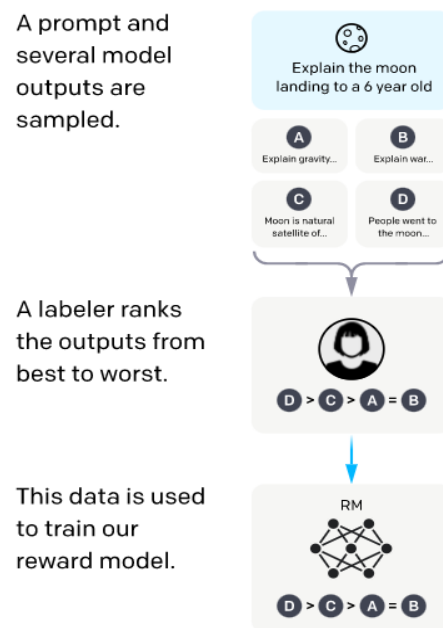 A prompt and
several model
outputs are
sampled.
Explain the moon
landing to a 6 year old
A
Explain gravity...
B
Explain war...
C
Moon is natural
satellite of...
D
People went to
the moon...
A labeler ranks
the outputs from
best to worst.
D > C > A = B
This data is used
to train our
reward model.
RM
D > C > A = B